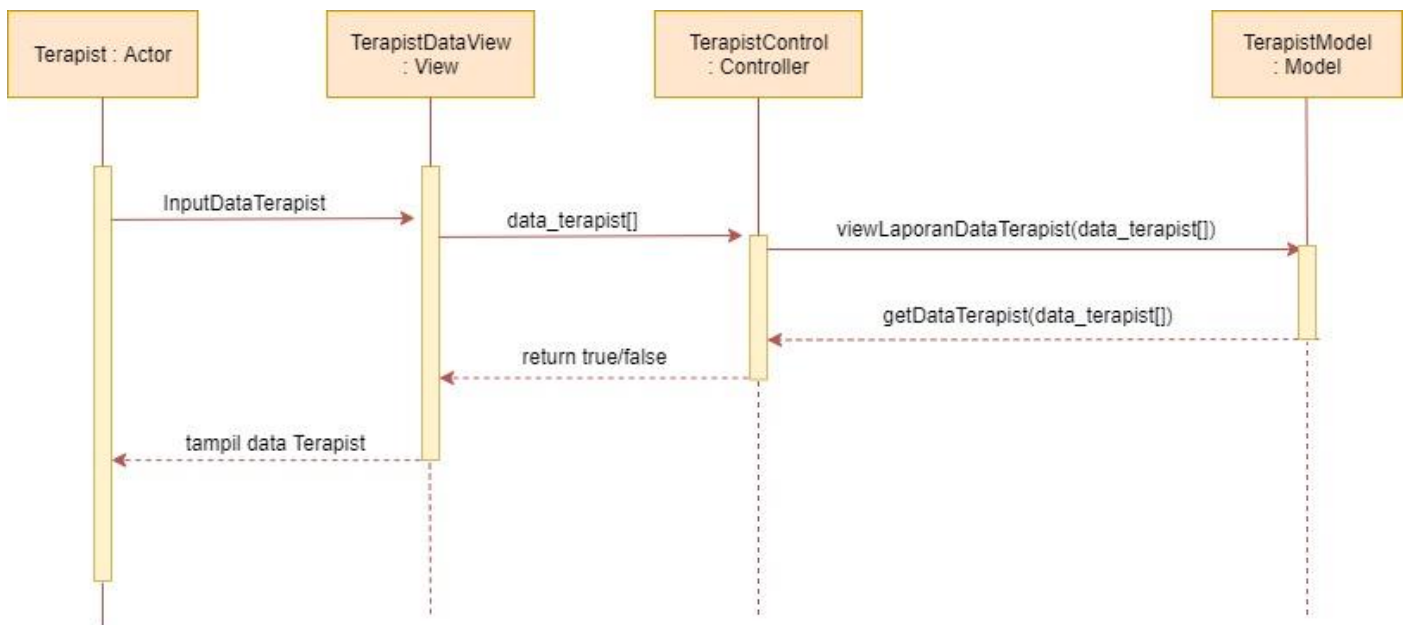 Terapist : Actor
TerapistDataView
: View
TerapistControl
: Controller
TerapistModel
: Model
InputDataTerapist
data_terapist[]
viewLaporanDataTerapist(data_terapist[])
getDataTerapist(data_terapist[])
return true/false
tampil data Terapist